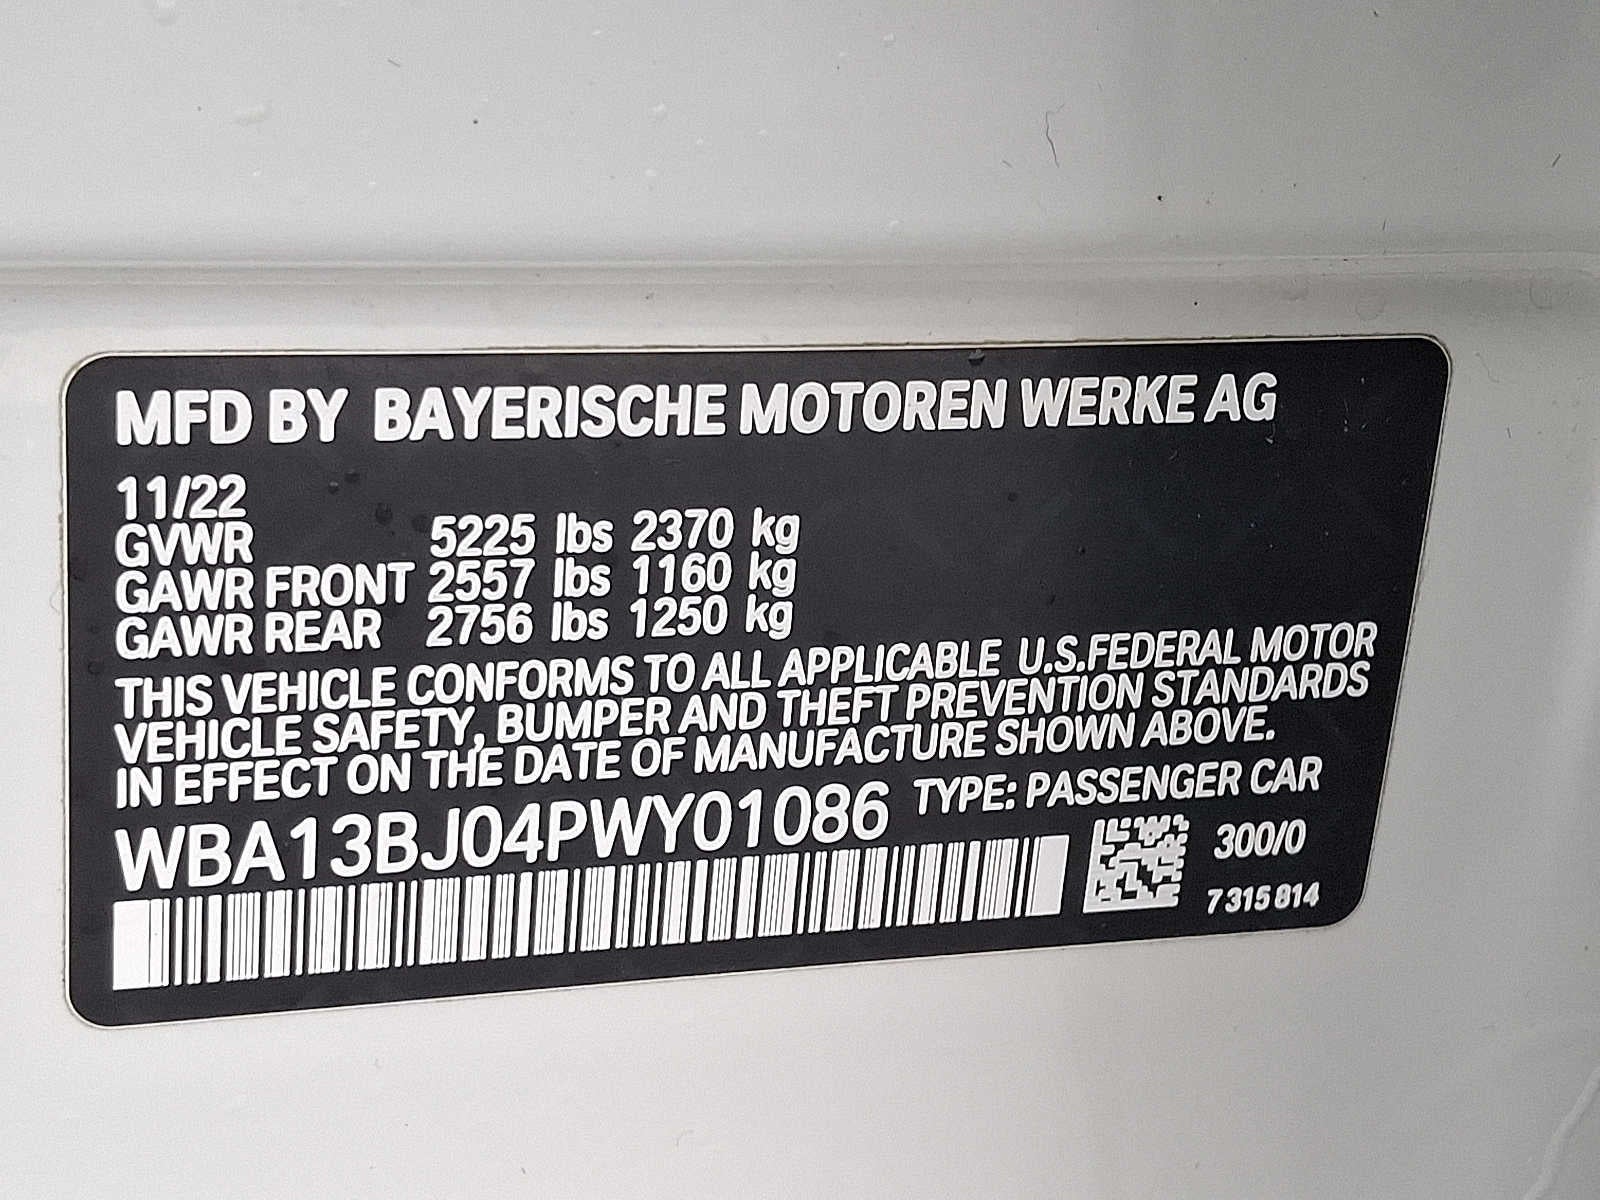 MFD BY BAYERISCHE MOTOREN WERKE AG
11/22
GVWR 5225 lbs 2370 kg
GAWR FRONT 2557 lbs 1160 kg
GAWR REAR 2756 lbs 1250 kg
THIS VEHICLE CONFORMS TO ALL APPLICABLE U.S.FEDERAL MOTOR
VEHICLE SAFETY, BUMPER AND THEFT PREVENTION STANDARDS
IN EFFECT ON THE DATE OF MANUFACTURE SHOWN ABOVE.
WBA13BJ04PWY01086 TYPE: PASSENGER CAR
300/0
7 315 814